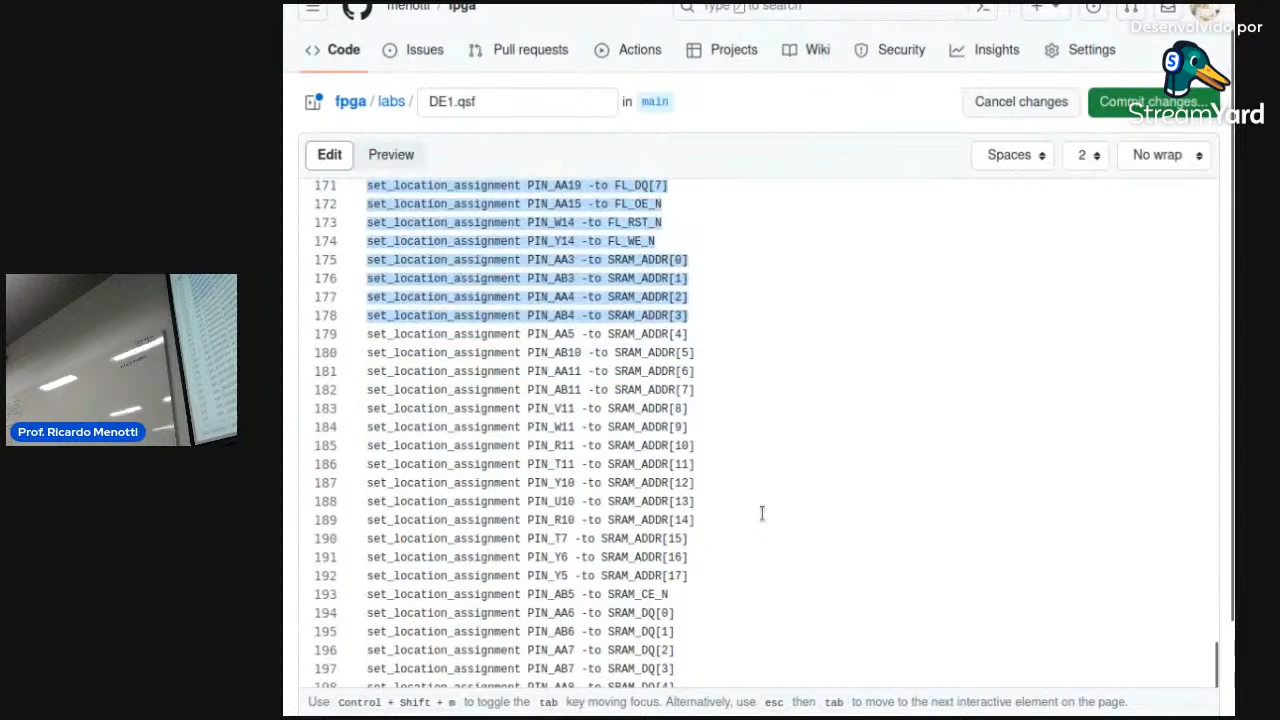 menotti / fpga
Type / to search
Desenvolvido por
StreamYard
Code
Issues
Pull requests
Actions
Projects
Wiki
Security
Insights
Settings
fpga / labs / DE1.qsf in main
Cancel changes
Commit changes...
Edit
Preview
Spaces
2
No wrap
171 set_location_assignment PIN_AA19 -to FL_DQ[7]
172 set_location_assignment PIN_AA15 -to FL_OE_N
173 set_location_assignment PIN_W14 -to FL_RST_N
174 set_location_assignment PIN_Y14 -to FL_WE_N
175 set_location_assignment PIN_AA3 -to SRAM_ADDR[0]
176 set_location_assignment PIN_AB3 -to SRAM_ADDR[1]
177 set_location_assignment PIN_AA4 -to SRAM_ADDR[2]
178 set_location_assignment PIN_AB4 -to SRAM_ADDR[3]
179 set_location_assignment PIN_AA5 -to SRAM_ADDR[4]
180 set_location_assignment PIN_AB10 -to SRAM_ADDR[5]
181 set_location_assignment PIN_AA11 -to SRAM_ADDR[6]
182 set_location_assignment PIN_AB11 -to SRAM_ADDR[7]
183 set_location_assignment PIN_V11 -to SRAM_ADDR[8]
184 set_location_assignment PIN_W11 -to SRAM_ADDR[9]
185 set_location_assignment PIN_R11 -to SRAM_ADDR[10]
186 set_location_assignment PIN_T11 -to SRAM_ADDR[11]
187 set_location_assignment PIN_Y10 -to SRAM_ADDR[12]
188 set_location_assignment PIN_U10 -to SRAM_ADDR[13]
189 set_location_assignment PIN_R10 -to SRAM_ADDR[14]
190 set_location_assignment PIN_T7 -to SRAM_ADDR[15]
191 set_location_assignment PIN_Y6 -to SRAM_ADDR[16]
192 set_location_assignment PIN_Y5 -to SRAM_ADDR[17]
193 set_location_assignment PIN_AB5 -to SRAM_CE_N
194 set_location_assignment PIN_AA6 -to SRAM_DQ[0]
195 set_location_assignment PIN_AB6 -to SRAM_DQ[1]
196 set_location_assignment PIN_AA7 -to SRAM_DQ[2]
197 set_location_assignment PIN_AB7 -to SRAM_DQ[3]
198 set_location_assignment PIN_AA8 -to SRAM_DQ[4]
Use Control + Shift + m to toggle the tab key moving focus. Alternatively, use esc then tab to move to the next interactive element on the page.
Prof. Ricardo Menotti